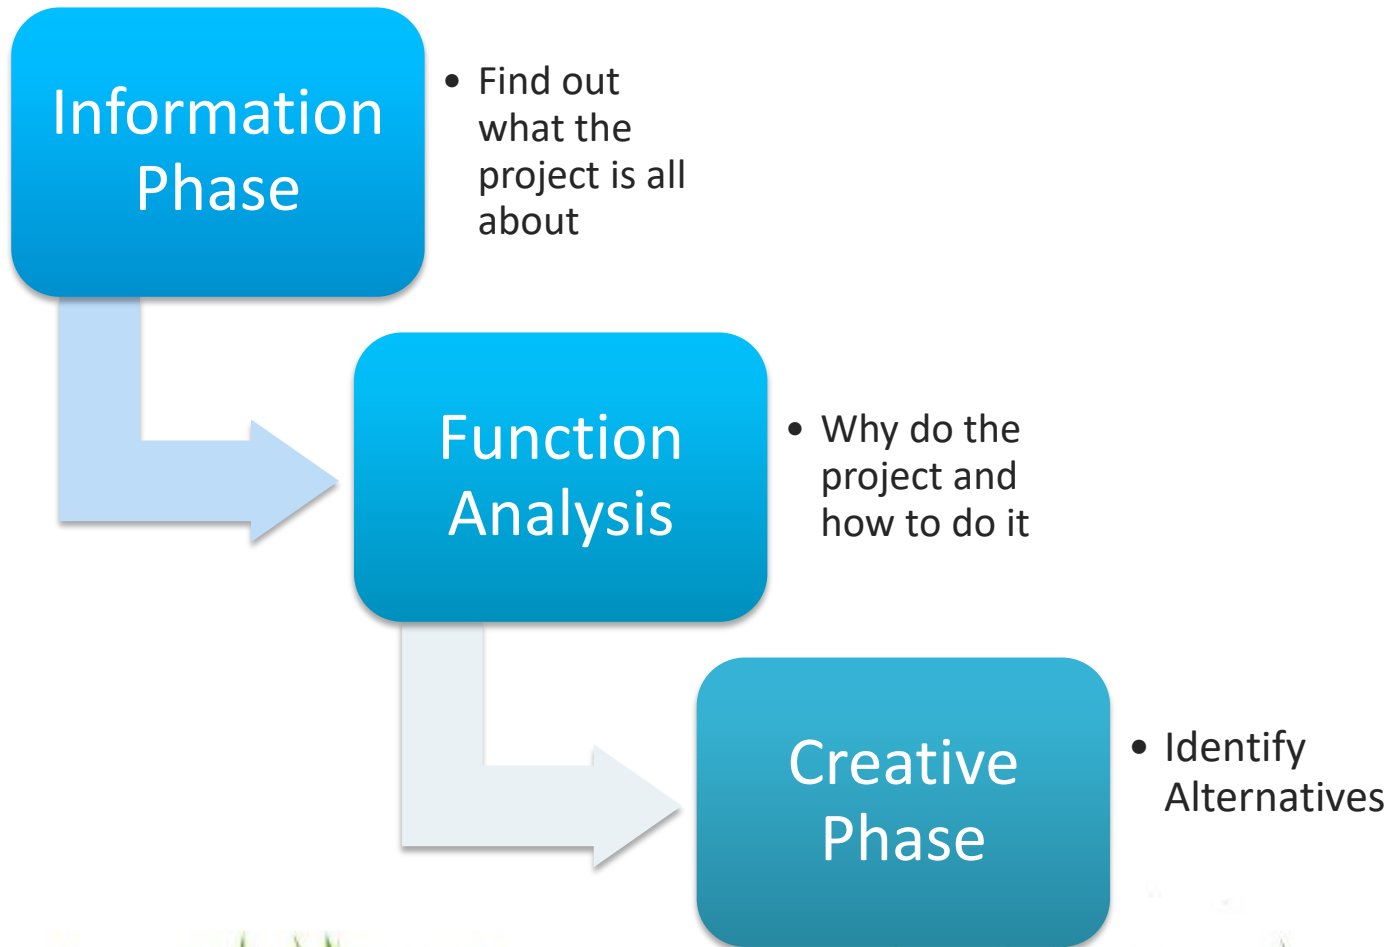 Information
Phase
• Find out
what the
project is all
about
Function
Analysis
• Why do the
project and
how to do it
Creative
Phase
• Identify
Alternatives